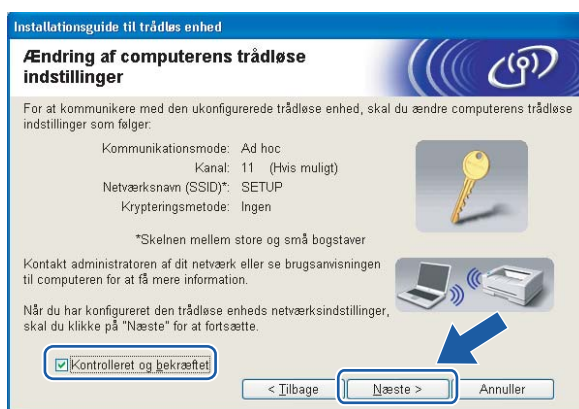 Installationsguide til trådløs enhed
Ændring af computerens trådløse
indstillinger
For at kommunikere med den ukonfigurerede trådløse enhed, skal du ændre computerens trådløse
indstillinger som følger:
Kommunikationsmode: Ad hoc
Kanal: 11 (Hvis muligt)
Netværksnavn (SSID)*: SETUP
Krypteringsmetode: Ingen
*Skelnen mellem store og små bogstaver
Kontakt administratoren af dit netværk eller se brugsanvisningen
til computeren for at få mere information.
Når du har konfigureret den trådløse enheds netværksindstillinger,
skal du klikke på "Næste" for at fortsætte.
Kontrolleret og bekræftet
< Tilbage Næste > Annuller